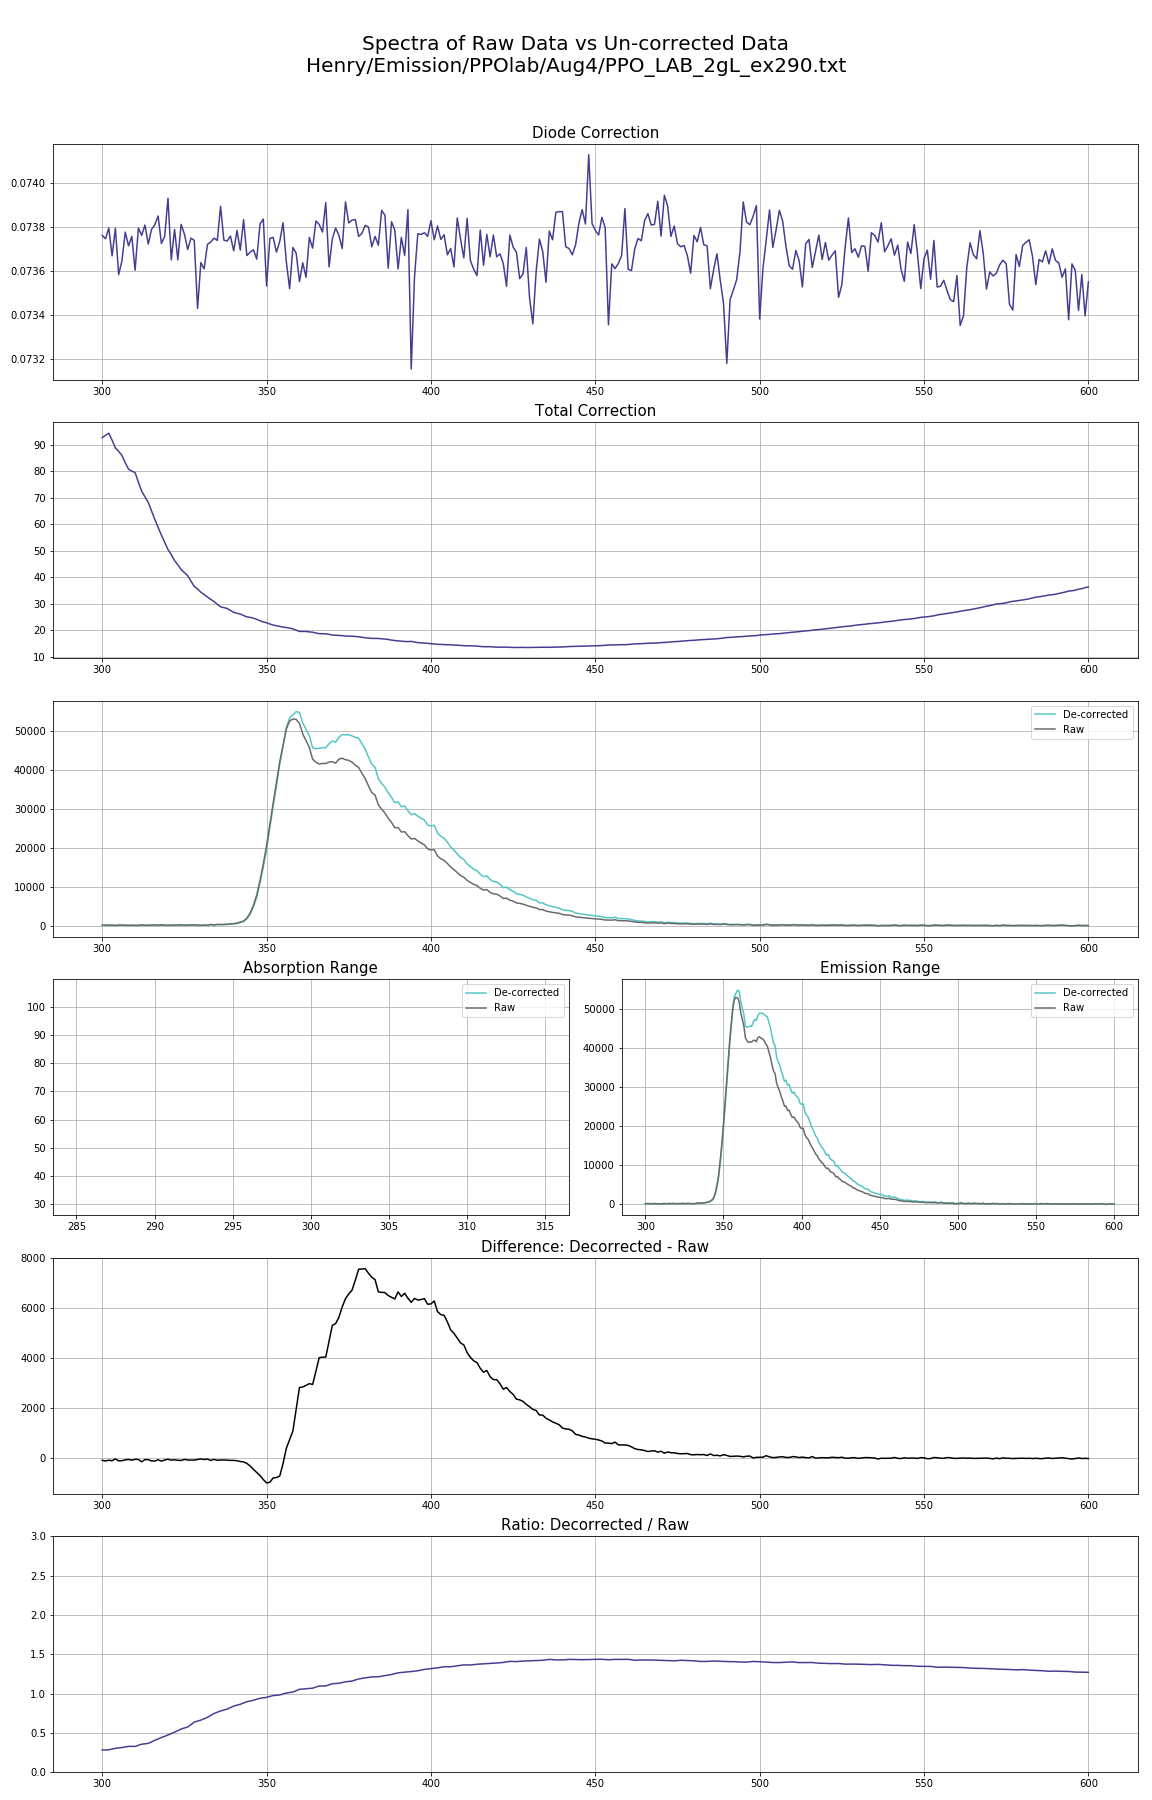 Spectra of Raw Data vs Un-corrected Data
Henry/Emission/PPOlab/Aug4/PPO_LAB_2gL_ex290.txt
Diode Correction
0.0740
0.0738
0.0736
0.0734
0.0732
300 350 400 450 500 550 600
Total Correction
90
80
70
60
50
40
30
20
10
300 350 400 450 500 550 600
De-corrected
Raw
50000
40000
30000
20000
10000
0
300 350 400 450 500 550 600
Absorption Range
De-corrected
Raw
100
90
80
70
60
50
40
30
285 290 295 300 305 310 315
Emission Range
De-corrected
Raw
50000
40000
30000
20000
10000
0
300 350 400 450 500 550 600
Difference: Decorrected - Raw
8000
6000
4000
2000
0
300 350 400 450 500 550 600
Ratio: Decorrected / Raw
3.0
2.5
2.0
1.5
1.0
0.5
0.0
300 350 400 450 500 550 600